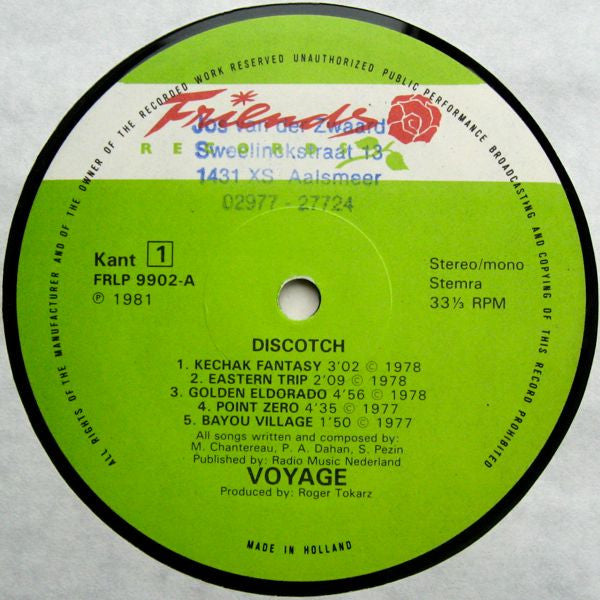 ALL RIGHTS OF THE MANUFACTURER AND OF THE OWNER OF THE RECORDED WORK RESERVED UNAUTHORIZED PUBLIC PERFORMANCE BROADCASTING AND COPYING OF THIS RECORD PROHIBITED
Friends
RECORDS
Jos van der Zwaard
Sweelinckstraat 13
1431 XS Aalsmeer
02977 - 27724
Kant 1
FRLP 9902-A
℗ 1981
Stereo/mono
Stemra
33⅓ RPM
DISCOTCH
1. KECHAK FANTASY 3'02 © 1978
2. EASTERN TRIP 2'09 © 1978
3. GOLDEN ELDORADO 4'56 © 1978
4. POINT ZERO 4'35 © 1977
5. BAYOU VILLAGE 1'50 © 1977
All songs written and composed by:
M. Chantereau, P. A. Dahan, S. Pezin
Published by: Radio Music Nederland
VOYAGE
Produced by: Roger Tokarz
MADE IN HOLLAND